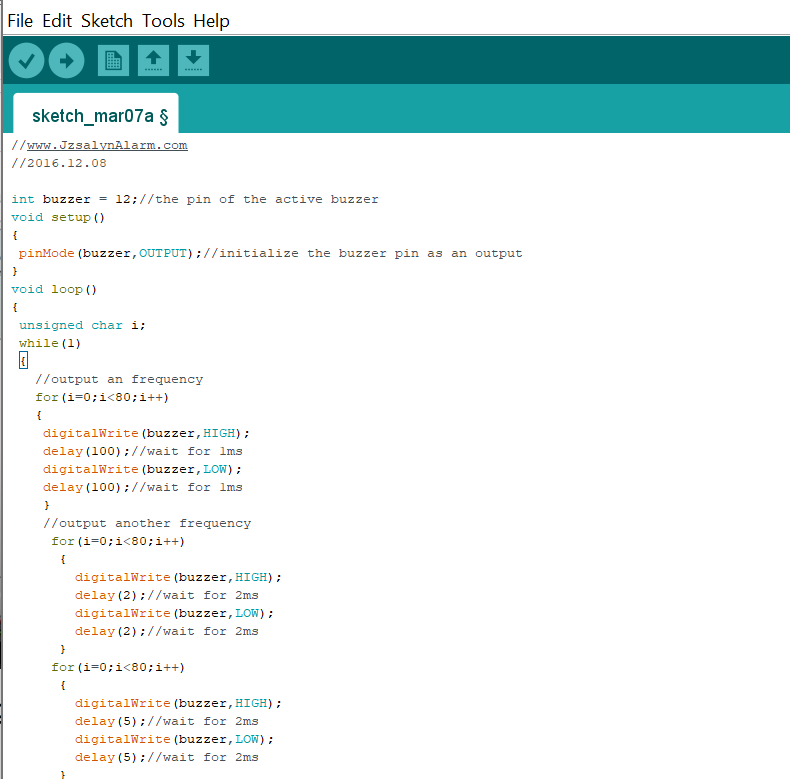 File Edit Sketch Tools Help
sketch_mar07a §
//www.JzsalynAlarm.com
//2016.12.08
int buzzer = 12;//the pin of the active buzzer
void setup()
{
pinMode(buzzer,OUTPUT);//initialize the buzzer pin as an output
}
void loop()
{
unsigned char i;
while(1)
{
//output an frequency
for(i=0;i<80;i++)
{
digitalWrite(buzzer,HIGH);
delay(100);//wait for 1ms
digitalWrite(buzzer,LOW);
delay(100);//wait for 1ms
}
//output another frequency
for(i=0;i<80;i++)
{
digitalWrite(buzzer,HIGH);
delay(2);//wait for 2ms
digitalWrite(buzzer,LOW);
delay(2);//wait for 2ms
}
for(i=0;i<80;i++)
{
digitalWrite(buzzer,HIGH);
delay(5);//wait for 2ms
digitalWrite(buzzer,LOW);
delay(5);//wait for 2ms
}